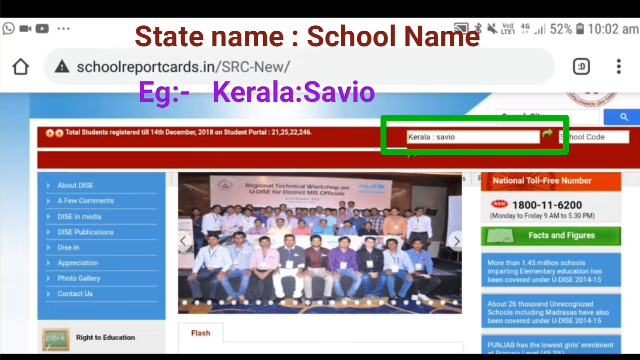 State name : School Name
Vo)) LTE1 4G 52% 10:02 am
schoolreportcards.in/SRC-New/
:D
Eg:- Kerala:Savio
Total Students registered till 14th December, 2018 on Student Portal : 21,25,22,246.
Kerala : savio
School Code
About DISE
A Few Comments
DISE in media
DISE Publications
Dise.in
Appreciation
Photo Gallery
Contact Us
Regional Technical Workshop on
U-DISE for District MIS Officials
National Toll-Free Number
new 1800-11-6200
(Monday to Friday 9 AM to 5.30 PM)
Facts and Figures
More than 1.45 million schools
imparting Elementary education has
been covered under U-DISE 2014-15
About 26 thousand Unrecognized
Schools including Madrasas have also
been covered under U-DISE 2014-15
PUNJAB has the lowest girls' enrolment
Right to Education
Flash